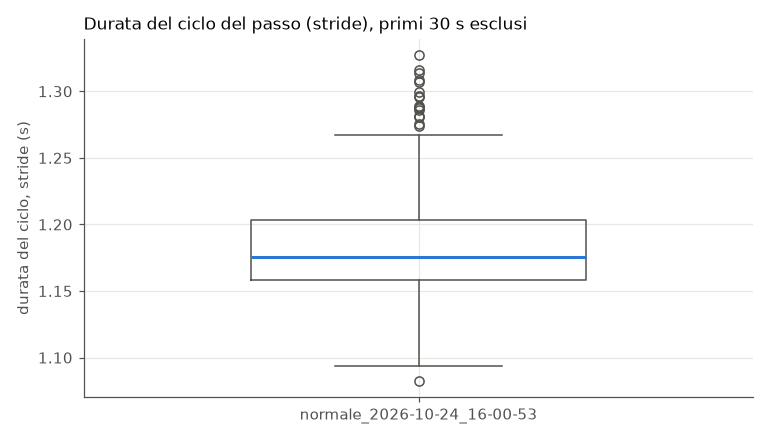 Durata del ciclo del passo (stride), primi 30 s esclusi
durata del ciclo, stride (s)
1.30
1.25
1.20
1.15
1.10
normale_2026-10-24_16-00-53